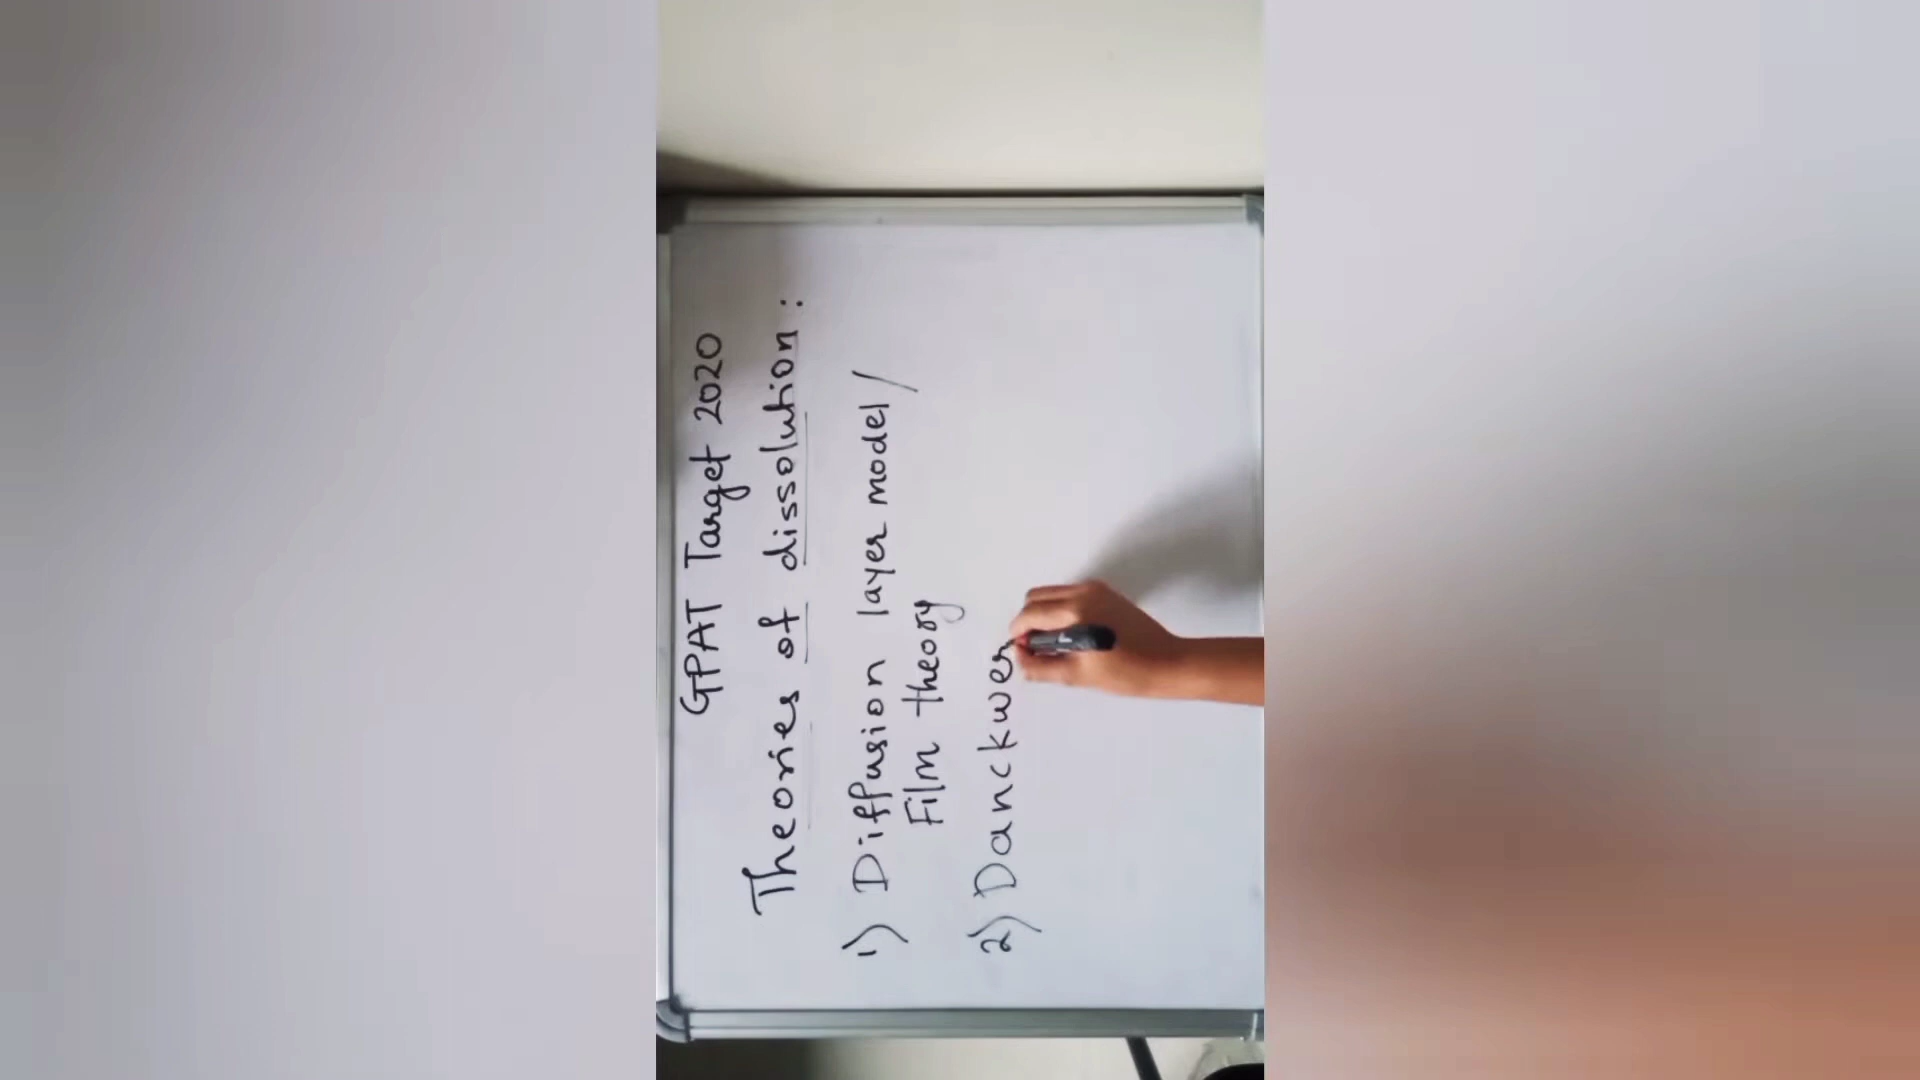 GPAT Target 2020
Theories of dissolution:
1) Diffusion layer model/
Film theory
2) Danckwer